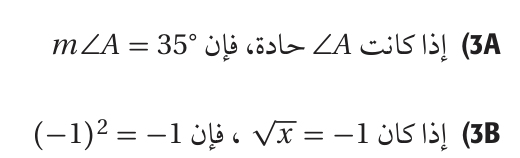 (3A إذا كانت ∠A حادة، فإن m∠A = 35°
(3B إذا كان √x = −1 ، فإن (−1)² = −1